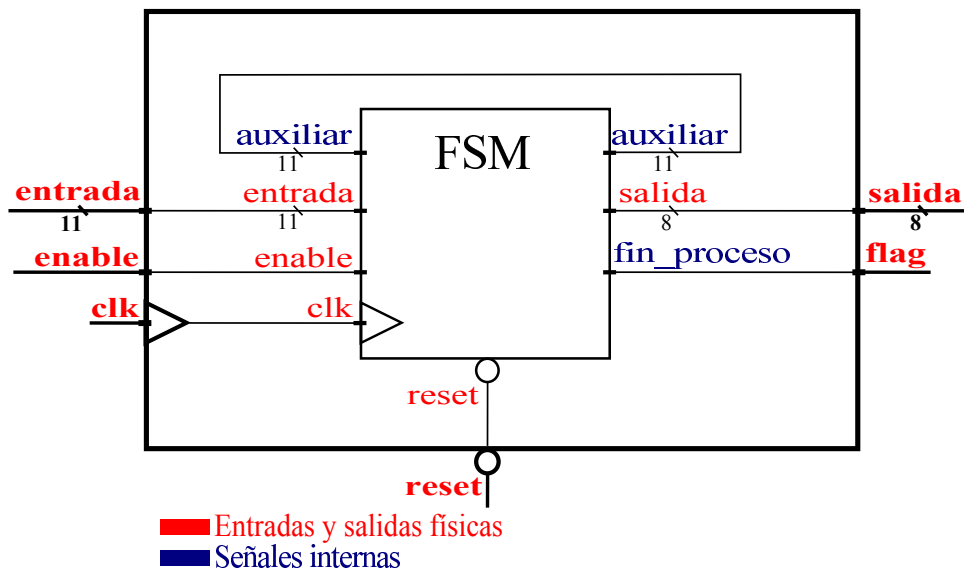 auxiliar
11
FSM
auxiliar
11
entrada
11
entrada
11
salida
8
salida
8
enable
enable
fin_proceso
flag
clk
clk
reset
reset
Entradas y salidas físicas
Señales internas